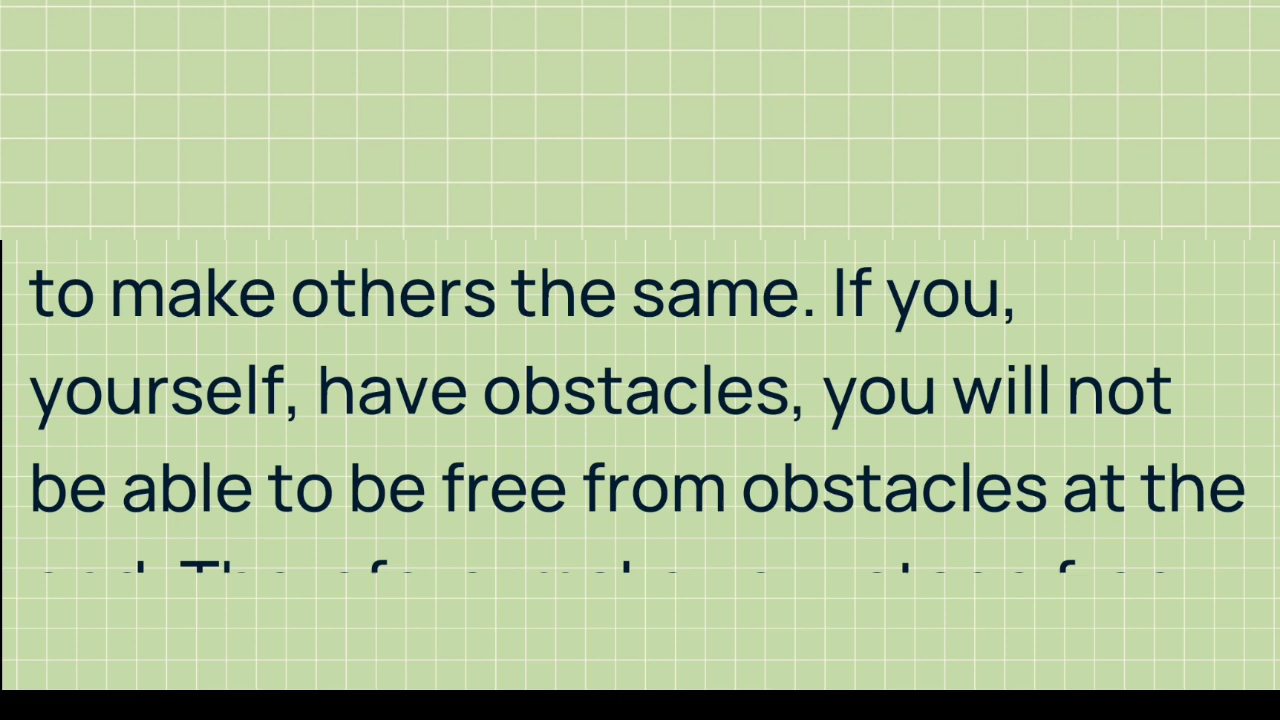 to make others the same. If you,
yourself, have obstacles, you will not
be able to be free from obstacles at the